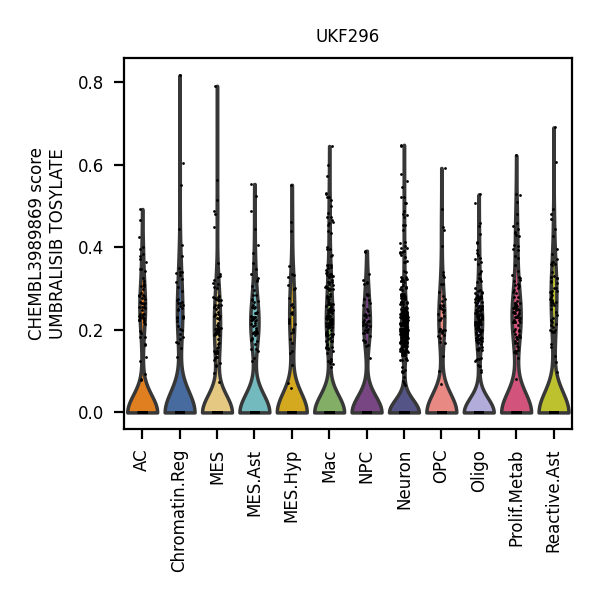 UKF296
CHEMBL3989869 score
UMBRALISIB TOSYLATE
0.8
0.6
0.4
0.2
0.0
AC
Chromatin.Reg
MES
MES.Ast
MES.Hyp
Mac
NPC
Neuron
OPC
Oligo
Prolif.Metab
Reactive.Ast